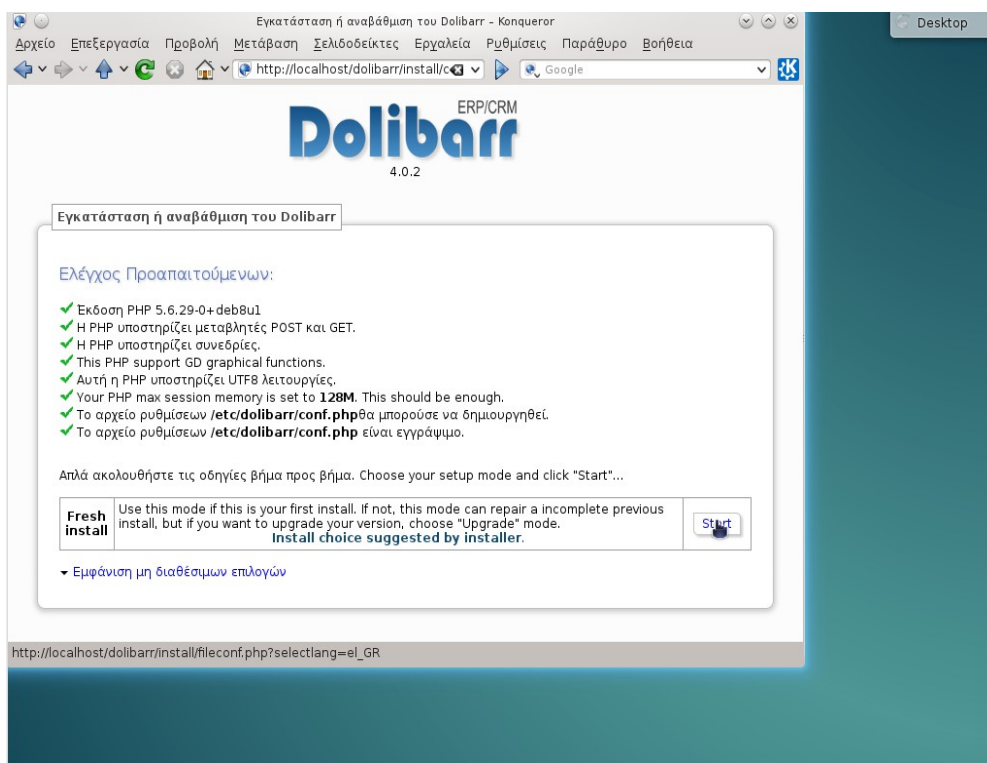 Εγκατάσταση ή αναβάθμιση του Dolibarr – Konqueror
Desktop
Αρχείο Επεξεργασία Προβολή Μετάβαση Σελιδοδείκτες Εργαλεία Ρυθμίσεις Παράθυρο Βοήθεια
http://localhost/dolibarr/install/c
Google
Dolibarr ERP/CRM
4.0.2
Εγκατάσταση ή αναβάθμιση του Dolibarr
Ελέγχος Προαπαιτούμενων:
Έκδοση PHP 5.6.29-0+deb8u1
Η PHP υποστηρίζει μεταβλητές POST και GET.
Η PHP υποστηρίζει συνεδρίες.
This PHP support GD graphical functions.
Αυτή η PHP υποστηρίζει UTF8 λειτουργίες.
Your PHP max session memory is set to 128M. This should be enough.
Το αρχείο ρυθμίσεων /etc/dolibarr/conf.phpθα μπορούσε να δημιουργηθεί.
Το αρχείο ρυθμίσεων /etc/dolibarr/conf.php είναι εγγράψιμο.
Απλά ακολουθήστε τις οδηγίες βήμα προς βήμα. Choose your setup mode and click "Start"...
Fresh install
Use this mode if this is your first install. If not, this mode can repair a incomplete previous
install, but if you want to upgrade your version, choose "Upgrade" mode.
Install choice suggested by installer.
Start
Εμφάνιση μη διαθέσιμων επιλογών
http://localhost/dolibarr/install/fileconf.php?selectlang=el_GR